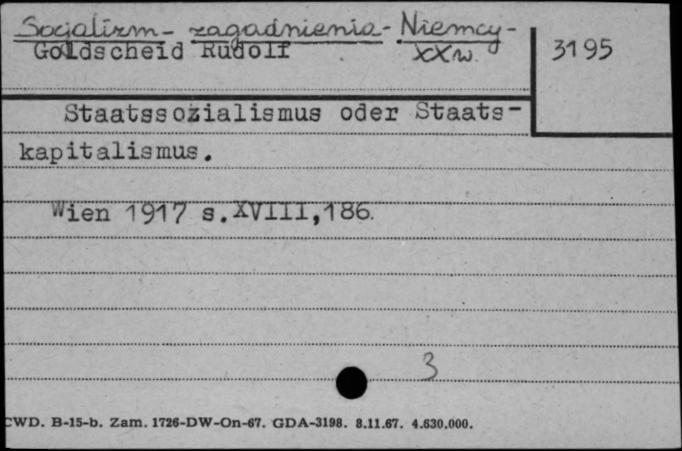 Socjalizm - zagadnienia - Niemcy -
Goldscheid Rudolf XX w. 3195
Staatssozialismus oder Staats-
kapitalismus.
Wien 1917 s.XVIII,186.
3
CWD. B-15-b. Zam. 1726-DW-On-67. GDA-3198. 8.11.67. 4.630.000.